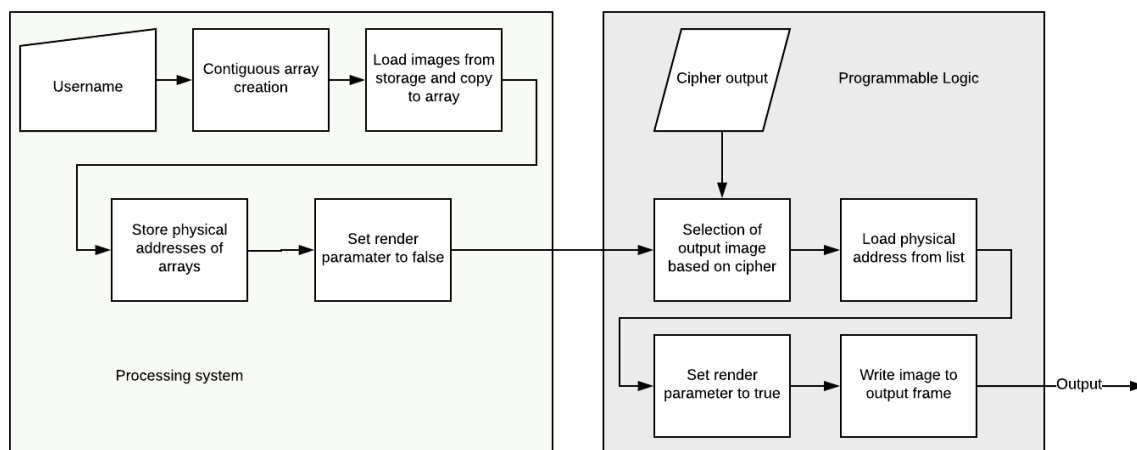 Username
Contiguous array
creation
Load images from
storage and copy
to array
Store physical
addresses of
arrays
Set render
paramater to false
Processing system
Cipher output
Programmable Logic
Selection of
output image
based on cipher
Load physical
address from list
Set render
parameter to true
Write image to
output frame
Output